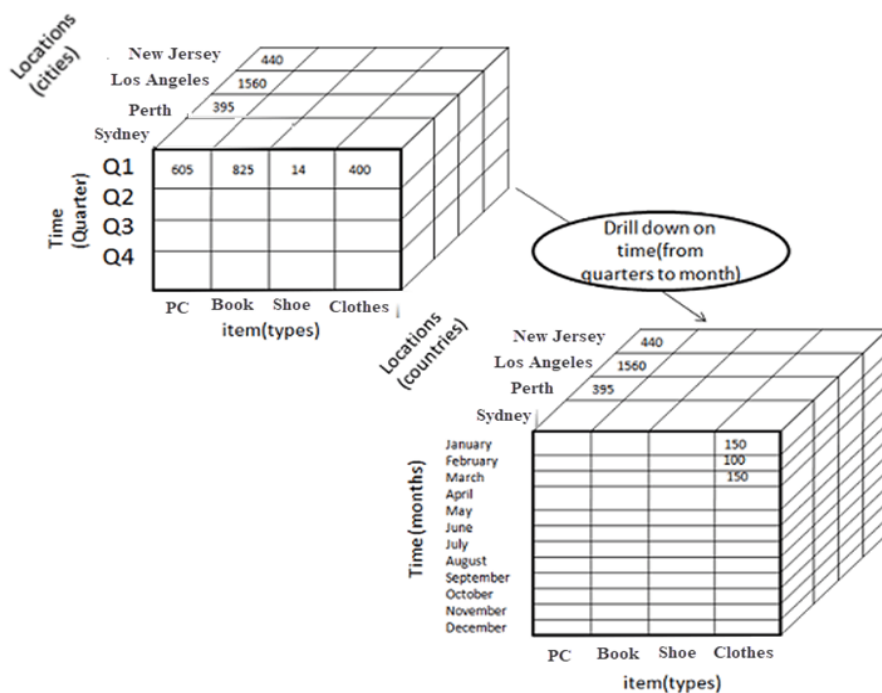 Locations
(cities)
New Jersey
440
Los Angeles
1560
Perth
395
Sydney
Time
(Quarter)
Q1
605 825 14 400
Q2
Q3
Q4
PC Book Shoe Clothes
item(types)
Drill down on
time(from
quarters to month)
Locations
(countries)
New Jersey
440
Los Angeles
1560
Perth
395
Sydney
Time (months)
January 150
February 100
March 150
April
May
June
July
August
September
October
November
December
PC Book Shoe Clothes
item(types)